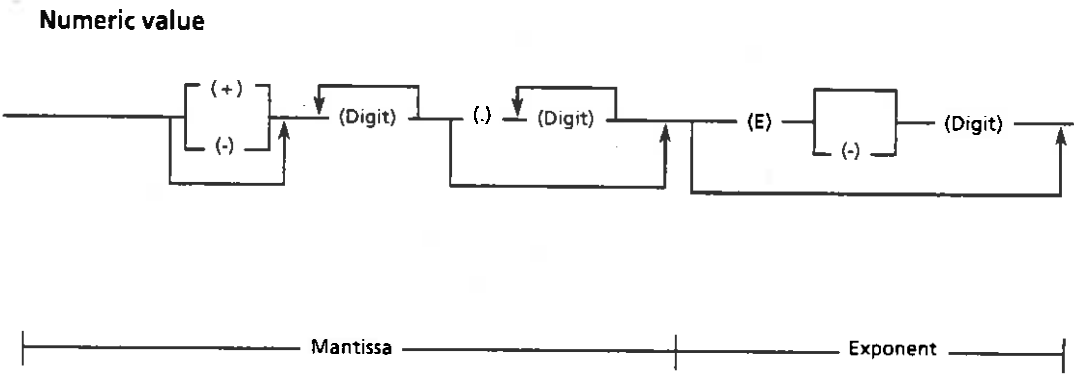 Numeric value
(+)
(Digit) (.) (Digit) (E) (Digit)
(-) (-)
Mantissa Exponent